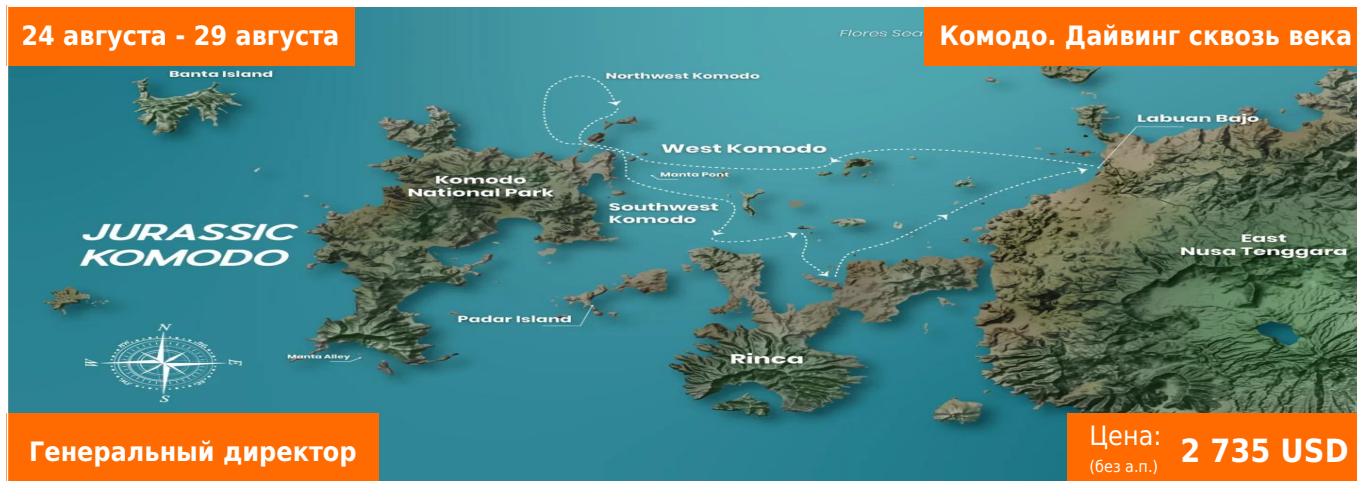 24 августа - 29 августа
Flores Sea
Комодо. Дайвинг сквозь века
Banta Island
Northwest Komodo
Labuan Bajo
West Komodo
Manta Pont
Komodo
National Park
Southwest
Komodo
JURASSIC
KOMODO
East
Nusa Tenggara
Padar Island
N
W
E
S
Manta Alley
Rinca
Генеральный директор
Цена:
(без а.п.)
2 735 USD